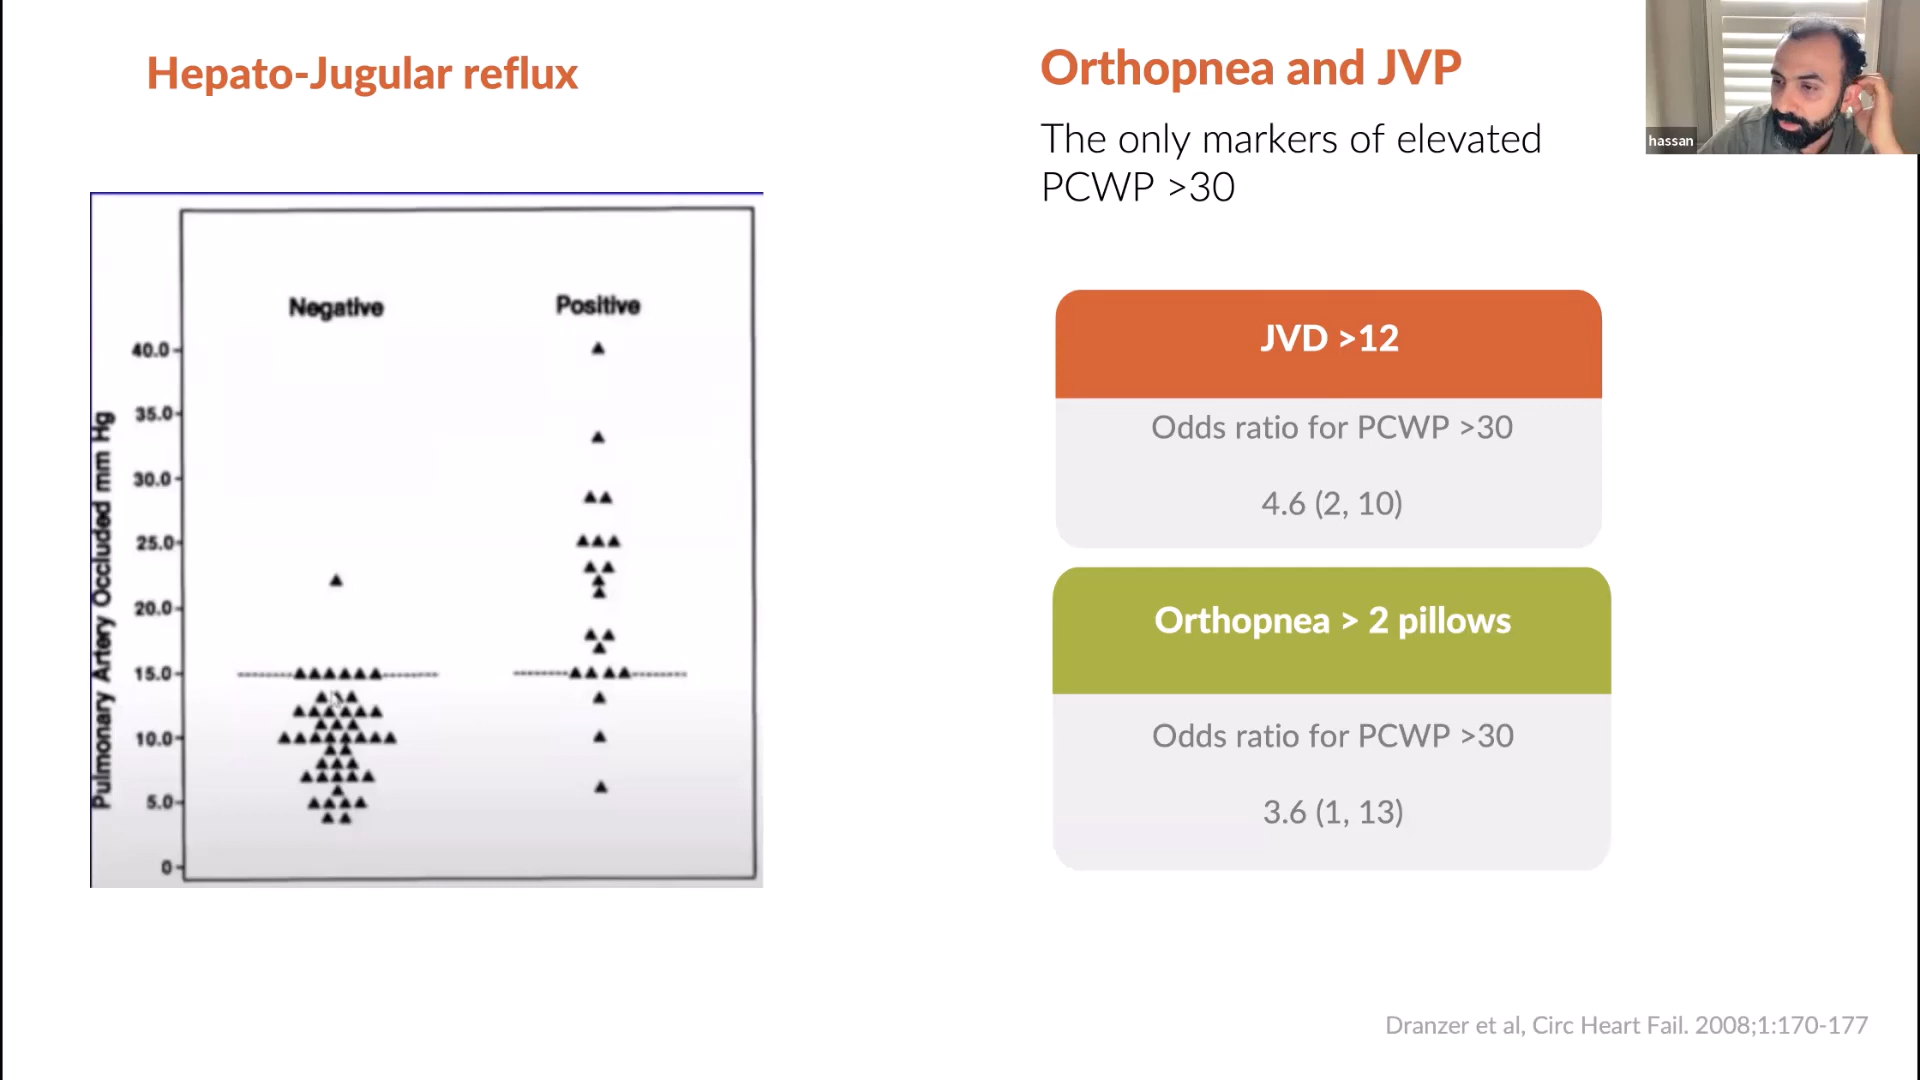 Hepato-Jugular reflux
Negative
Positive
40.0
35.0
30.0
25.0
20.0
15.0
10.0
5.0
0
Pulmonary Artery Occluded mm Hg
Orthopnea and JVP
The only markers of elevated
PCWP >30
JVD >12
Odds ratio for PCWP >30
4.6 (2, 10)
Orthopnea > 2 pillows
Odds ratio for PCWP >30
3.6 (1, 13)
Dranzer et al, Circ Heart Fail. 2008;1:170-177
hassan